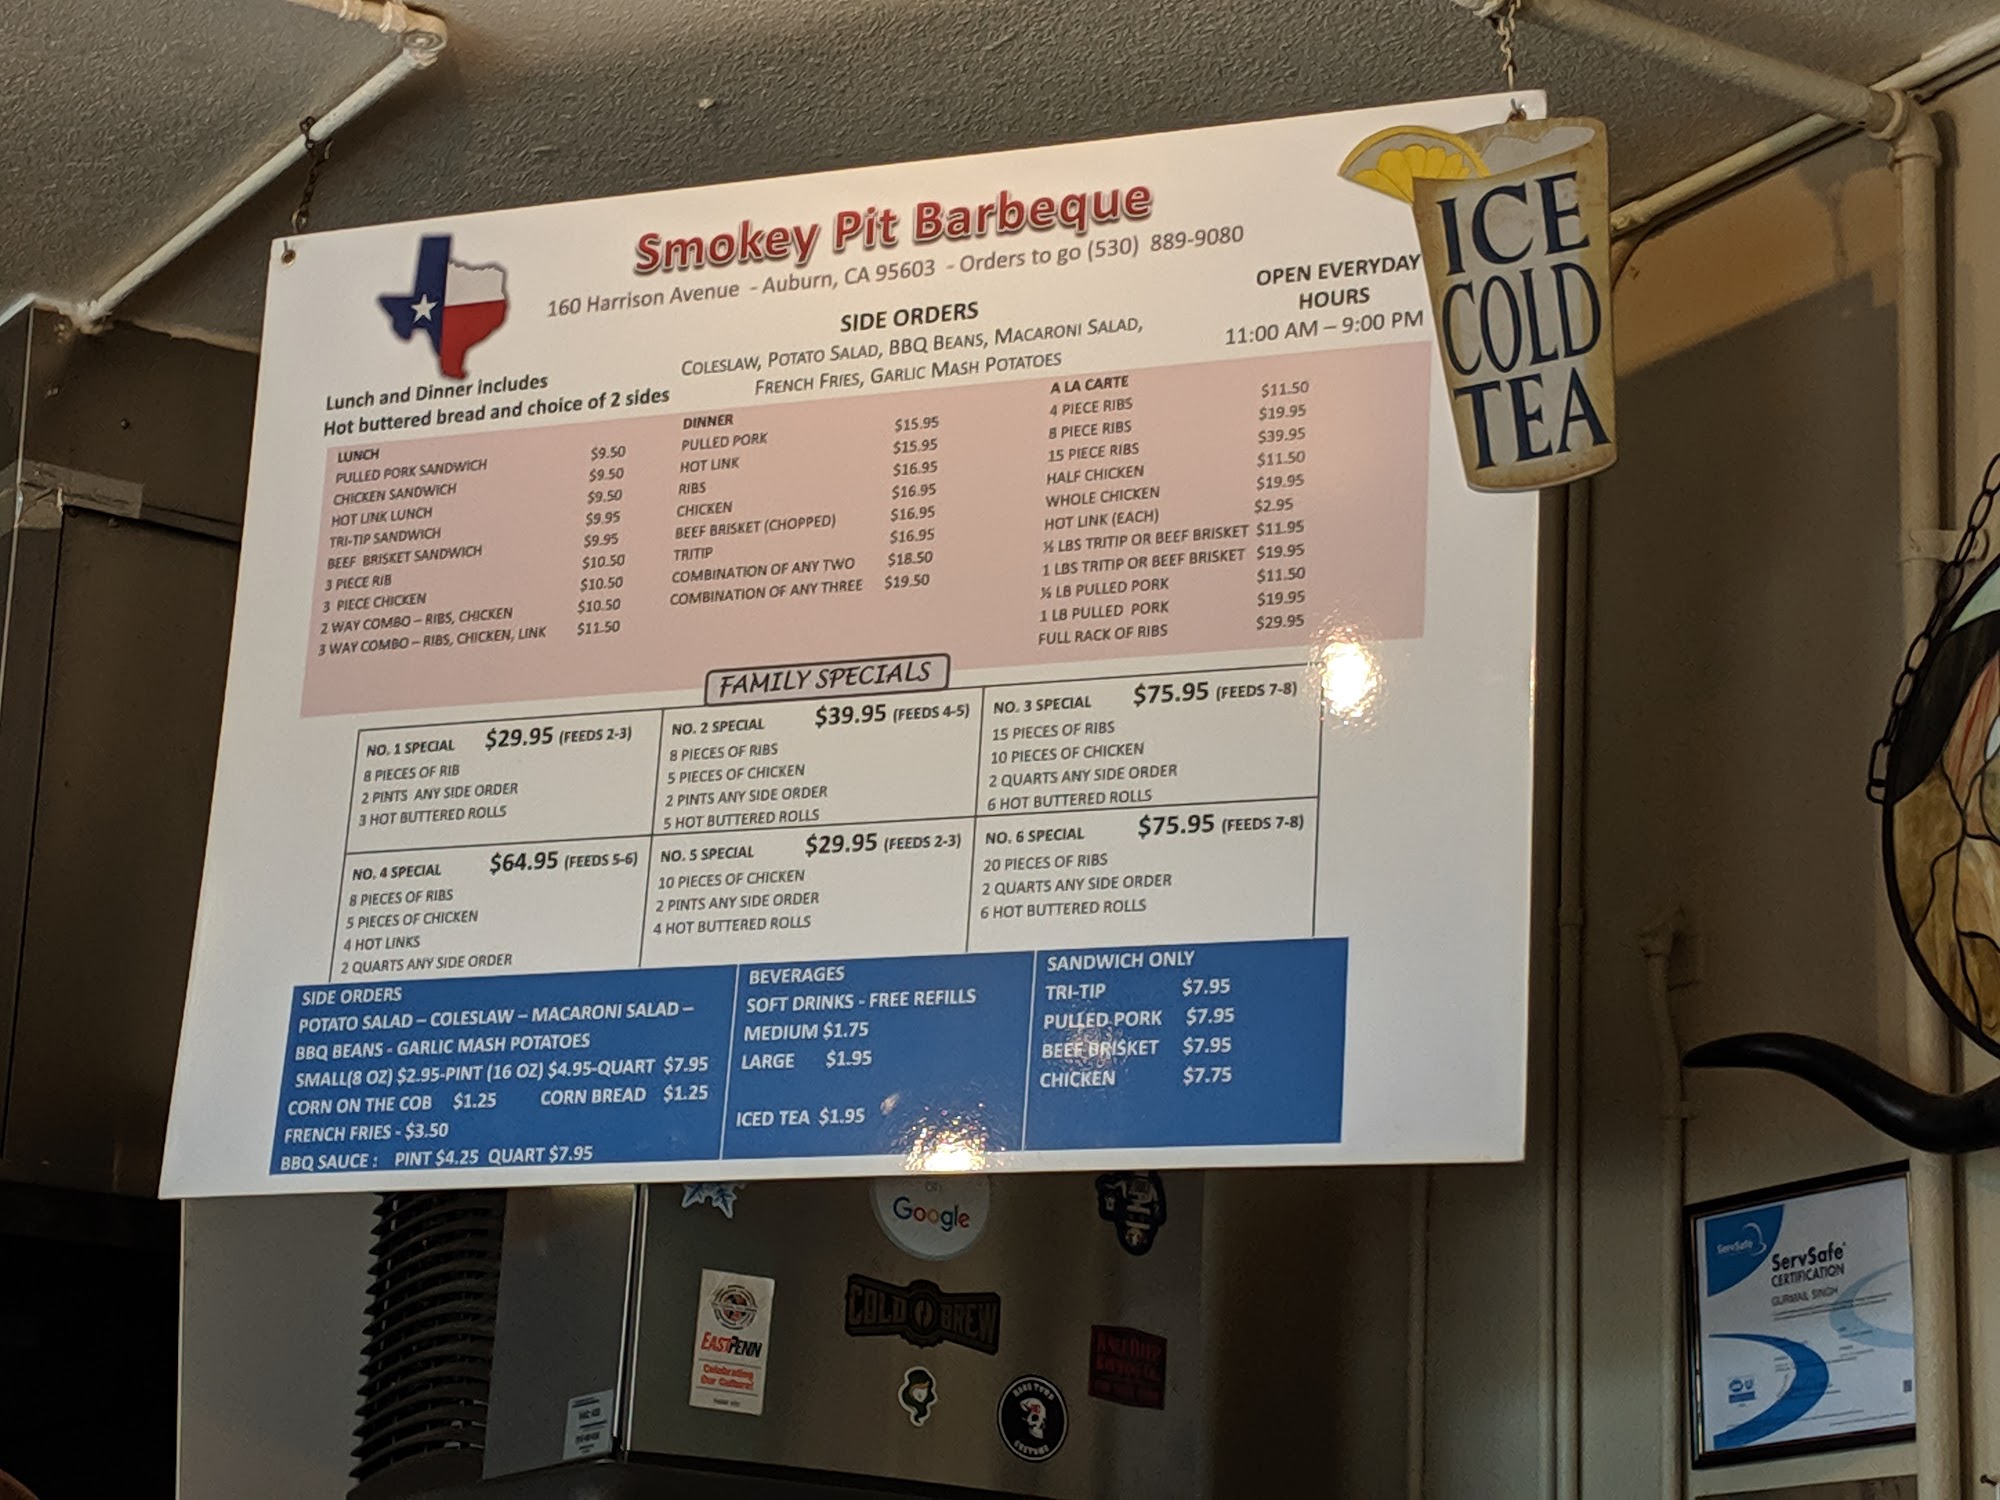 Smokey Pit Barbeque
160 Harrison Avenue - Auburn, CA 95603 - Orders to go (530) 889-9080
SIDE ORDERS
COLESLAW, POTATO SALAD, BBQ BEANS, MACARONI SALAD,
FRENCH FRIES, GARLIC MASH POTATOES
OPEN EVERYDAY
HOURS
11:00 AM – 9:00 PM
ICE
COLD
TEA
Lunch and Dinner includes
Hot buttered bread and choice of 2 sides
LUNCH
PULLED PORK SANDWICH $9.50
CHICKEN SANDWICH $9.50
HOT LINK LUNCH $9.50
TRI-TIP SANDWICH $9.95
BEEF BRISKET SANDWICH $9.95
3 PIECE RIB $10.50
3 PIECE CHICKEN $10.50
2 WAY COMBO – RIBS, CHICKEN $10.50
3 WAY COMBO – RIBS, CHICKEN, LINK $11.50
DINNER
PULLED PORK $15.95
HOT LINK $15.95
RIBS $16.95
CHICKEN $16.95
BEEF BRISKET (CHOPPED) $16.95
TRITIP $16.95
COMBINATION OF ANY TWO $18.50
COMBINATION OF ANY THREE $19.50
A LA CARTE
4 PIECE RIBS $11.50
8 PIECE RIBS $19.95
15 PIECE RIBS $39.95
HALF CHICKEN $11.50
WHOLE CHICKEN $19.95
HOT LINK (EACH) $2.95
½ LBS TRITIP OR BEEF BRISKET $11.95
1 LBS TRITIP OR BEEF BRISKET $19.95
½ LB PULLED PORK $11.50
1 LB PULLED PORK $19.95
FULL RACK OF RIBS $29.95
FAMILY SPECIALS
NO. 1 SPECIAL $29.95 (FEEDS 2-3)
8 PIECES OF RIB
2 PINTS ANY SIDE ORDER
3 HOT BUTTERED ROLLS
NO. 2 SPECIAL $39.95 (FEEDS 4-5)
8 PIECES OF RIBS
5 PIECES OF CHICKEN
2 PINTS ANY SIDE ORDER
5 HOT BUTTERED ROLLS
NO. 3 SPECIAL $75.95 (FEEDS 7-8)
15 PIECES OF RIBS
10 PIECES OF CHICKEN
2 QUARTS ANY SIDE ORDER
6 HOT BUTTERED ROLLS
NO. 4 SPECIAL $64.95 (FEEDS 5-6)
8 PIECES OF RIBS
5 PIECES OF CHICKEN
4 HOT LINKS
2 QUARTS ANY SIDE ORDER
NO. 5 SPECIAL $29.95 (FEEDS 2-3)
10 PIECES OF CHICKEN
2 PINTS ANY SIDE ORDER
4 HOT BUTTERED ROLLS
NO. 6 SPECIAL $75.95 (FEEDS 7-8)
20 PIECES OF RIBS
2 QUARTS ANY SIDE ORDER
6 HOT BUTTERED ROLLS
SIDE ORDERS
POTATO SALAD – COLESLAW – MACARONI SALAD –
BBQ BEANS - GARLIC MASH POTATOES
SMALL(8 OZ) $2.95-PINT (16 OZ) $4.95-QUART $7.95
CORN ON THE COB $1.25 CORN BREAD $1.25
FRENCH FRIES - $3.50
BBQ SAUCE : PINT $4.25 QUART $7.95
BEVERAGES
SOFT DRINKS - FREE REFILLS
MEDIUM $1.75
LARGE $1.95
ICED TEA $1.95
SANDWICH ONLY
TRI-TIP $7.95
PULLED PORK $7.95
BEEF BRISKET $7.95
CHICKEN $7.75
on
Google
COLD BREW
EAST PENN
Celebrating
Our Culture!
ServSafe
ServSafe
CERTIFICATION
GURMAIL SINGH